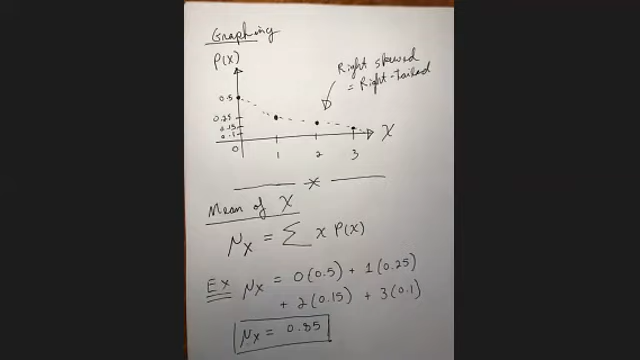 Graphing
P(X)
Right skewed
= Right-tailed
0.5
0.25
0.15
0.1
0 1 2 3 X
Mean of X
μx = Σ x P(X)
EX μx = 0(0.5) + 1(0.25)
+ 2(0.15) + 3(0.1)
μx = 0.85